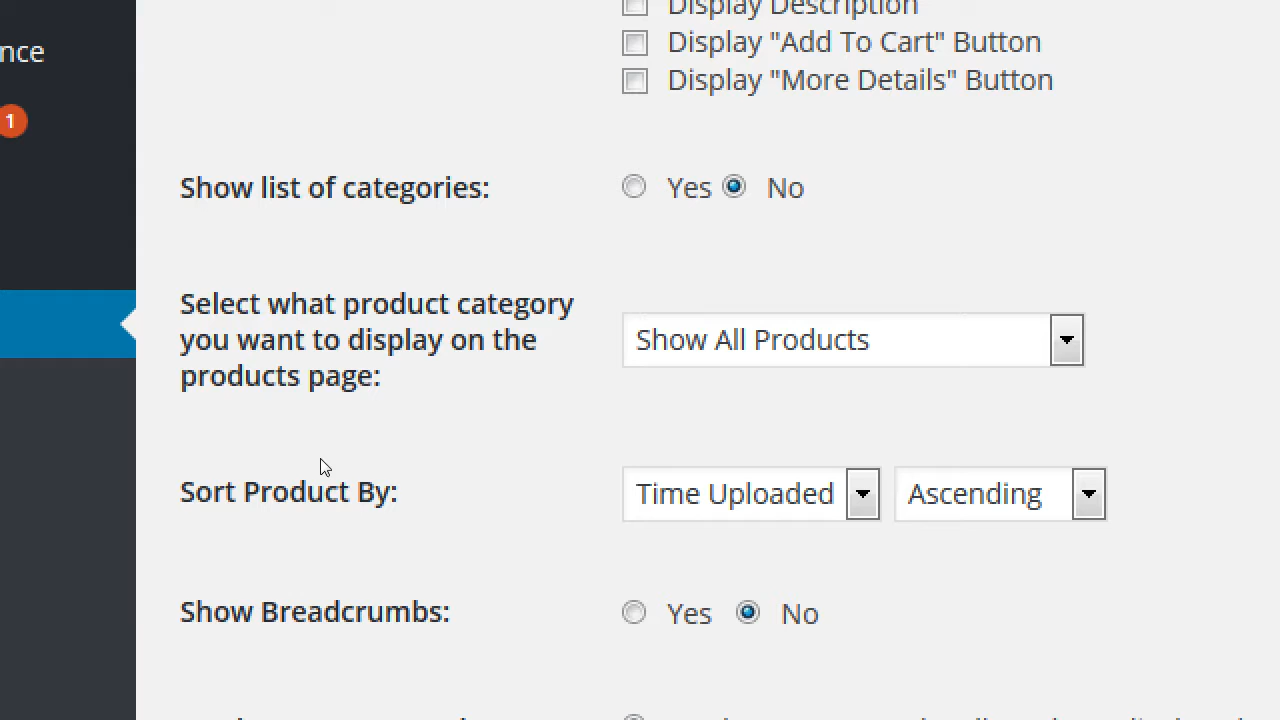 Display Description
nce
Display "Add To Cart" Button
Display "More Details" Button
1
Show list of categories: Yes No
Select what product category
you want to display on the
products page:
Show All Products
Sort Product By: Time Uploaded Ascending
Show Breadcrumbs: Yes No